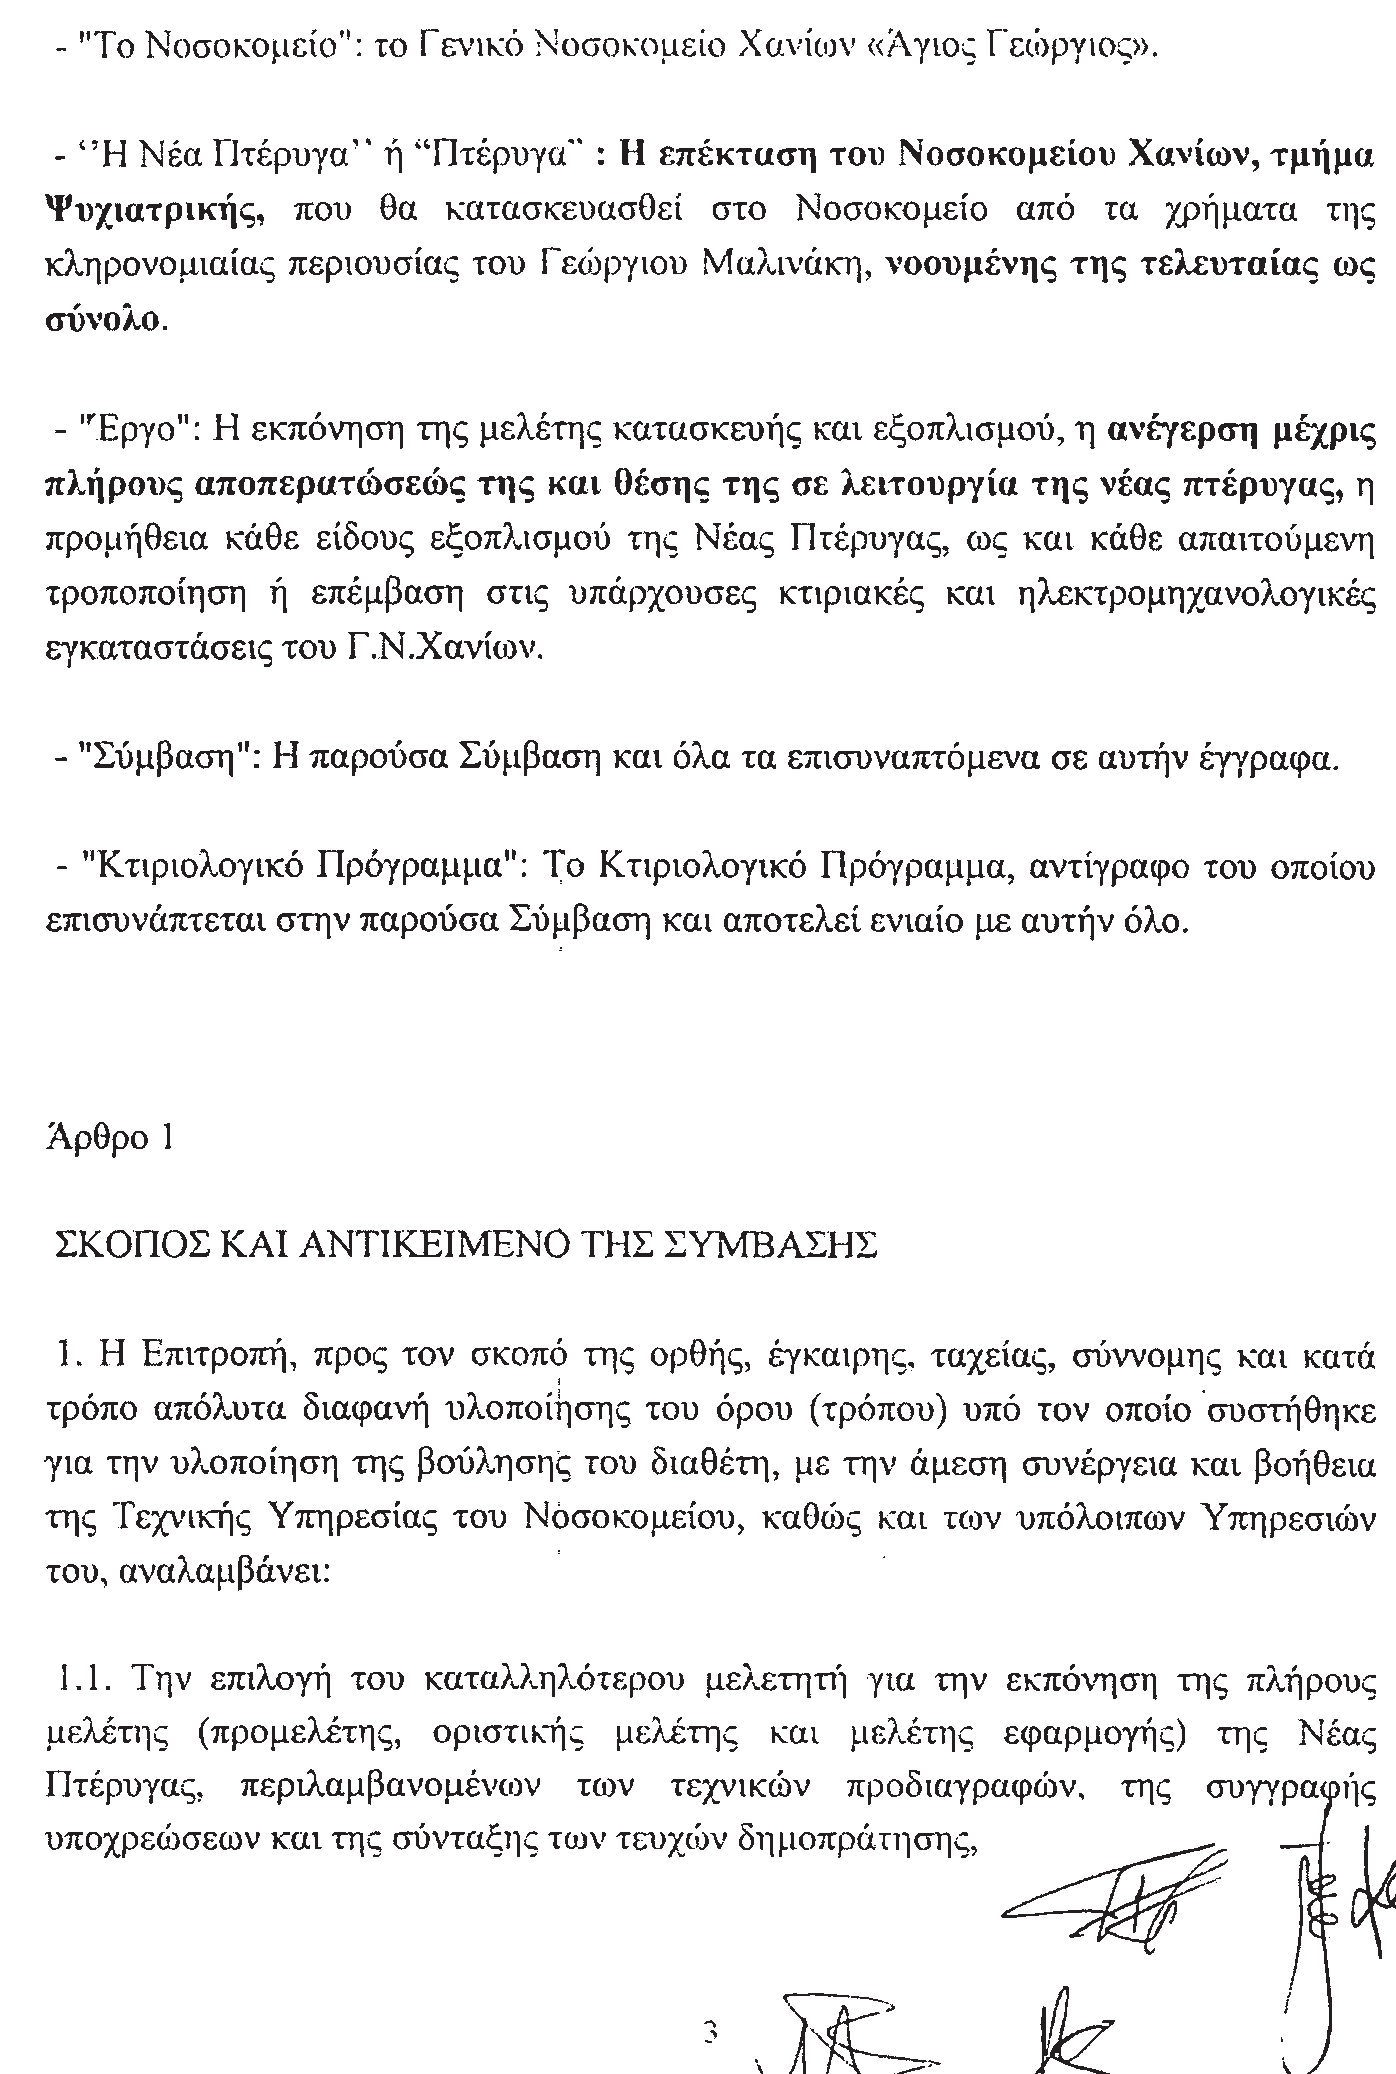 - "Το Νοσοκομείο": το Γενικό Νοσοκομείο Χανίων «Άγιος Γεώργιος».
- ‘’Η Νέα Πτέρυγα’’ ή “Πτέρυγα” : Η επέκταση του Νοσοκομείου Χανίων, τμήμα
Ψυχιατρικής, που θα κατασκευασθεί στο Νοσοκομείο από τα χρήματα της
κληρονομιαίας περιουσίας του Γεώργιου Μαλινάκη, νοουμένης της τελευταίας ως
σύνολο.
- "Έργο": Η εκπόνηση της μελέτης κατασκευής και εξοπλισμού, η ανέγερση μέχρις
πλήρους αποπερατώσεώς της και θέσης της σε λειτουργία της νέας πτέρυγας, η
προμήθεια κάθε είδους εξοπλισμού της Νέας Πτέρυγας, ως και κάθε απαιτούμενη
τροποποίηση ή επέμβαση στις υπάρχουσες κτιριακές και ηλεκτρομηχανολογικές
εγκαταστάσεις του Γ.Ν.Χανίων.
- "Σύμβαση": Η παρούσα Σύμβαση και όλα τα επισυναπτόμενα σε αυτήν έγγραφα.
- "Κτιριολογικό Πρόγραμμα": Το Κτιριολογικό Πρόγραμμα, αντίγραφο του οποίου
επισυνάπτεται στην παρούσα Σύμβαση και αποτελεί ενιαίο με αυτήν όλο.
Άρθρο 1
ΣΚΟΠΟΣ ΚΑΙ ΑΝΤΙΚΕΙΜΕΝΟ ΤΗΣ ΣΥΜΒΑΣΗΣ
1. Η Επιτροπή, προς τον σκοπό της ορθής, έγκαιρης, ταχείας, σύννομης και κατά
τρόπο απόλυτα διαφανή υλοποίησης του όρου (τρόπου) υπό τον οποίο συστήθηκε
για την υλοποίηση της βούλησης του διαθέτη, με την άμεση συνέργεια και βοήθεια
της Τεχνικής Υπηρεσίας του Νοσοκομείου, καθώς και των υπόλοιπων Υπηρεσιών
του, αναλαμβάνει:
1.1. Την επιλογή του καταλληλότερου μελετητή για την εκπόνηση της πλήρους
μελέτης (προμελέτης, οριστικής μελέτης και μελέτης εφαρμογής) της Νέας
Πτέρυγας, περιλαμβανομένων των τεχνικών προδιαγραφών, της συγγραφής
υποχρεώσεων και της σύνταξης των τευχών δημοπράτησης,
3